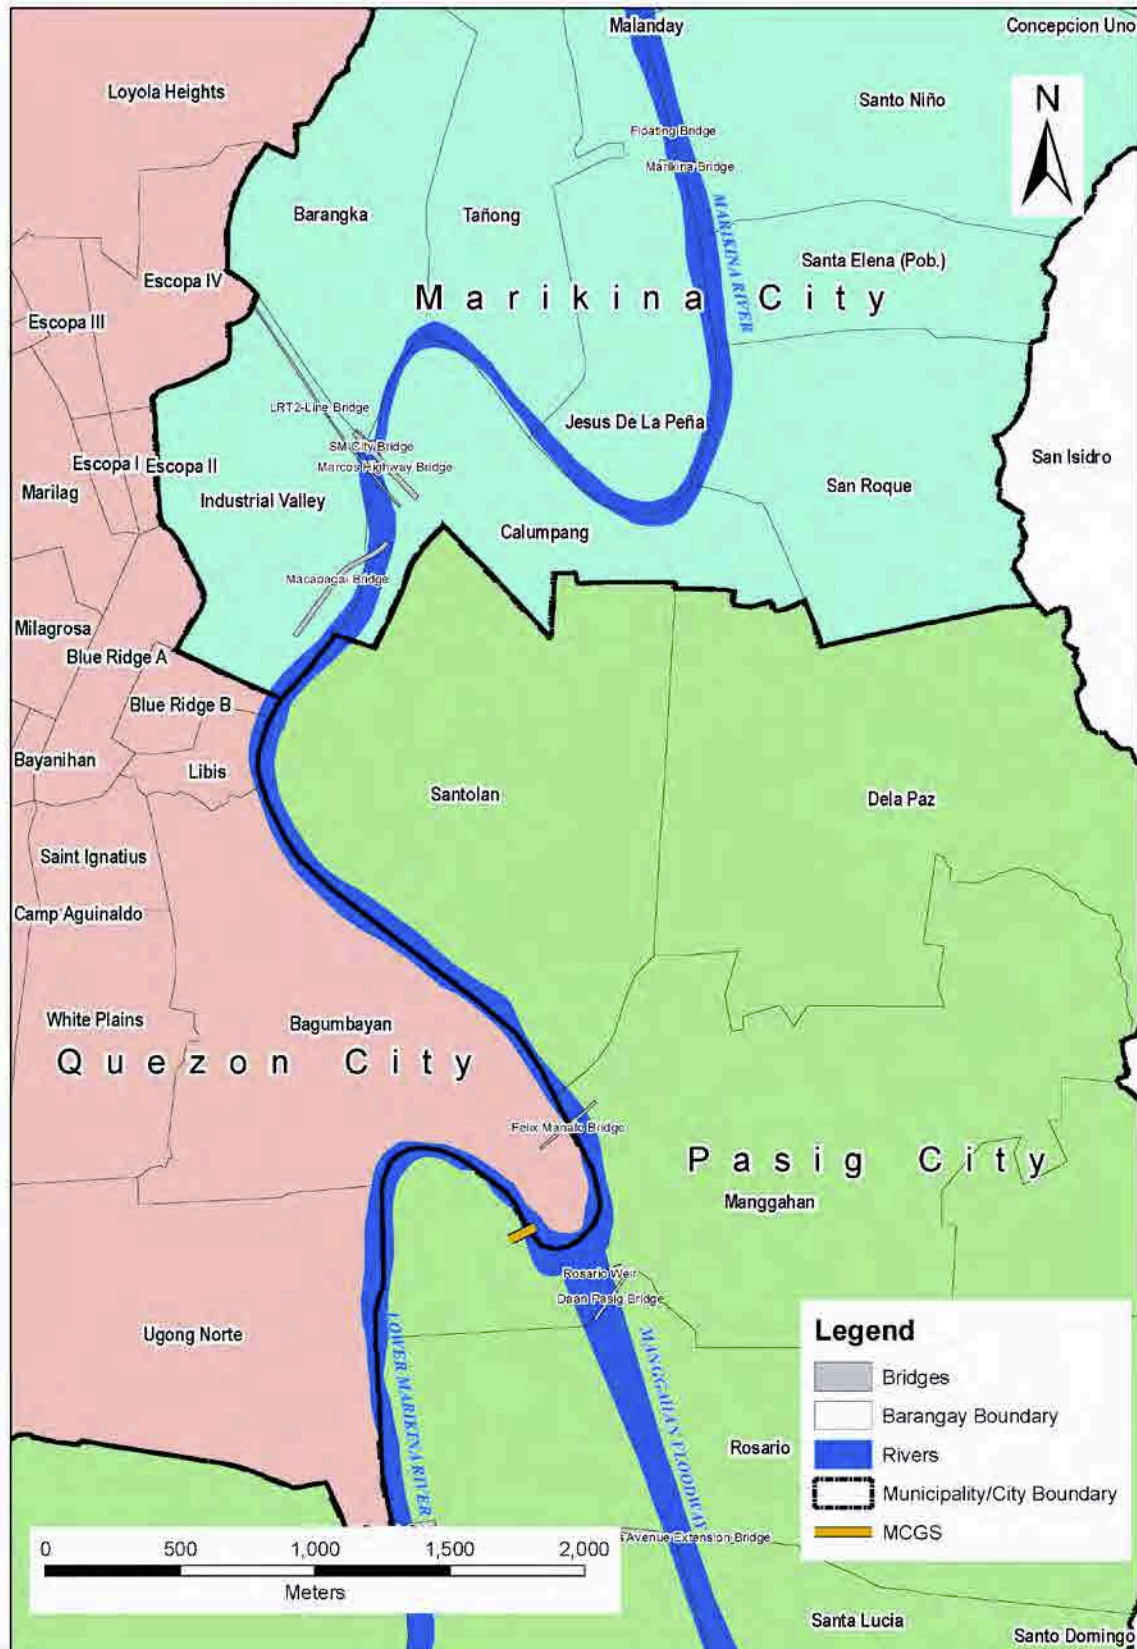 Malanday
Concepcion Uno
Loyola Heights
Santo Niño
N
Floating Bridge
Marikina Bridge
Barangka
Tañong
MARIKINA RIVER
Santa Elena (Pob.)
Escopa IV
Marikina City
Escopa III
LRT2-Line Bridge
Jesus De La Peña
SM City Bridge
Marcos Highway Bridge
San Isidro
Escopa I
Escopa II
Marilag
Industrial Valley
San Roque
Calumpang
Macapagal Bridge
Milagrosa
Blue Ridge A
Blue Ridge B
Bayanihan
Libis
Santolan
Dela Paz
Saint Ignatius
Camp Aguinaldo
White Plains
Bagumbayan
Quezon City
Felix Manalo Bridge
Pasig City
Manggahan
Rosario Weir
Daan Pasig Bridge
Ugong Norte
LOWER MARIKINA RIVER
MANGGAHAN FLOODWAY
Rosario
s Avenue Extension Bridge
Santa Lucia
Santo Domingo
Legend
Bridges
Barangay Boundary
Rivers
Municipality/City Boundary
MCGS
0 500 1,000 1,500 2,000
Meters